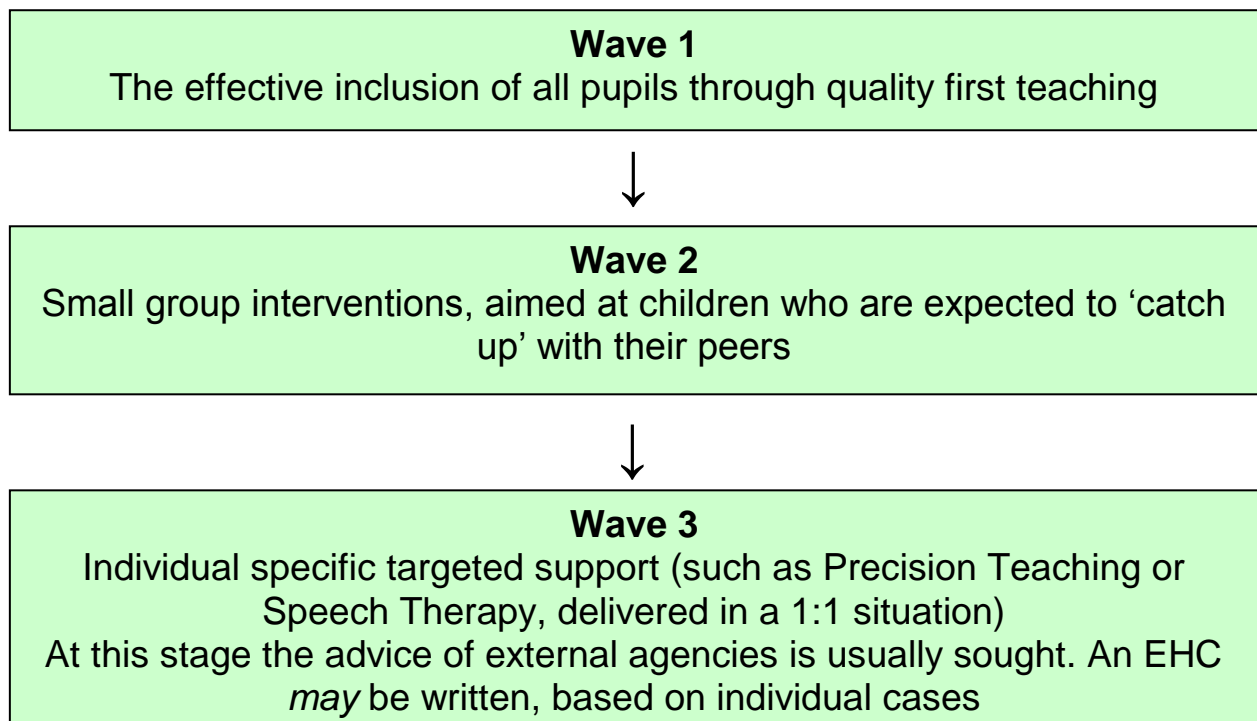 Wave 1
The effective inclusion of all pupils through quality first teaching
↓
Wave 2
Small group interventions, aimed at children who are expected to ‘catch
up’ with their peers
↓
Wave 3
Individual specific targeted support (such as Precision Teaching or
Speech Therapy, delivered in a 1:1 situation)
At this stage the advice of external agencies is usually sought. An EHC
may be written, based on individual cases